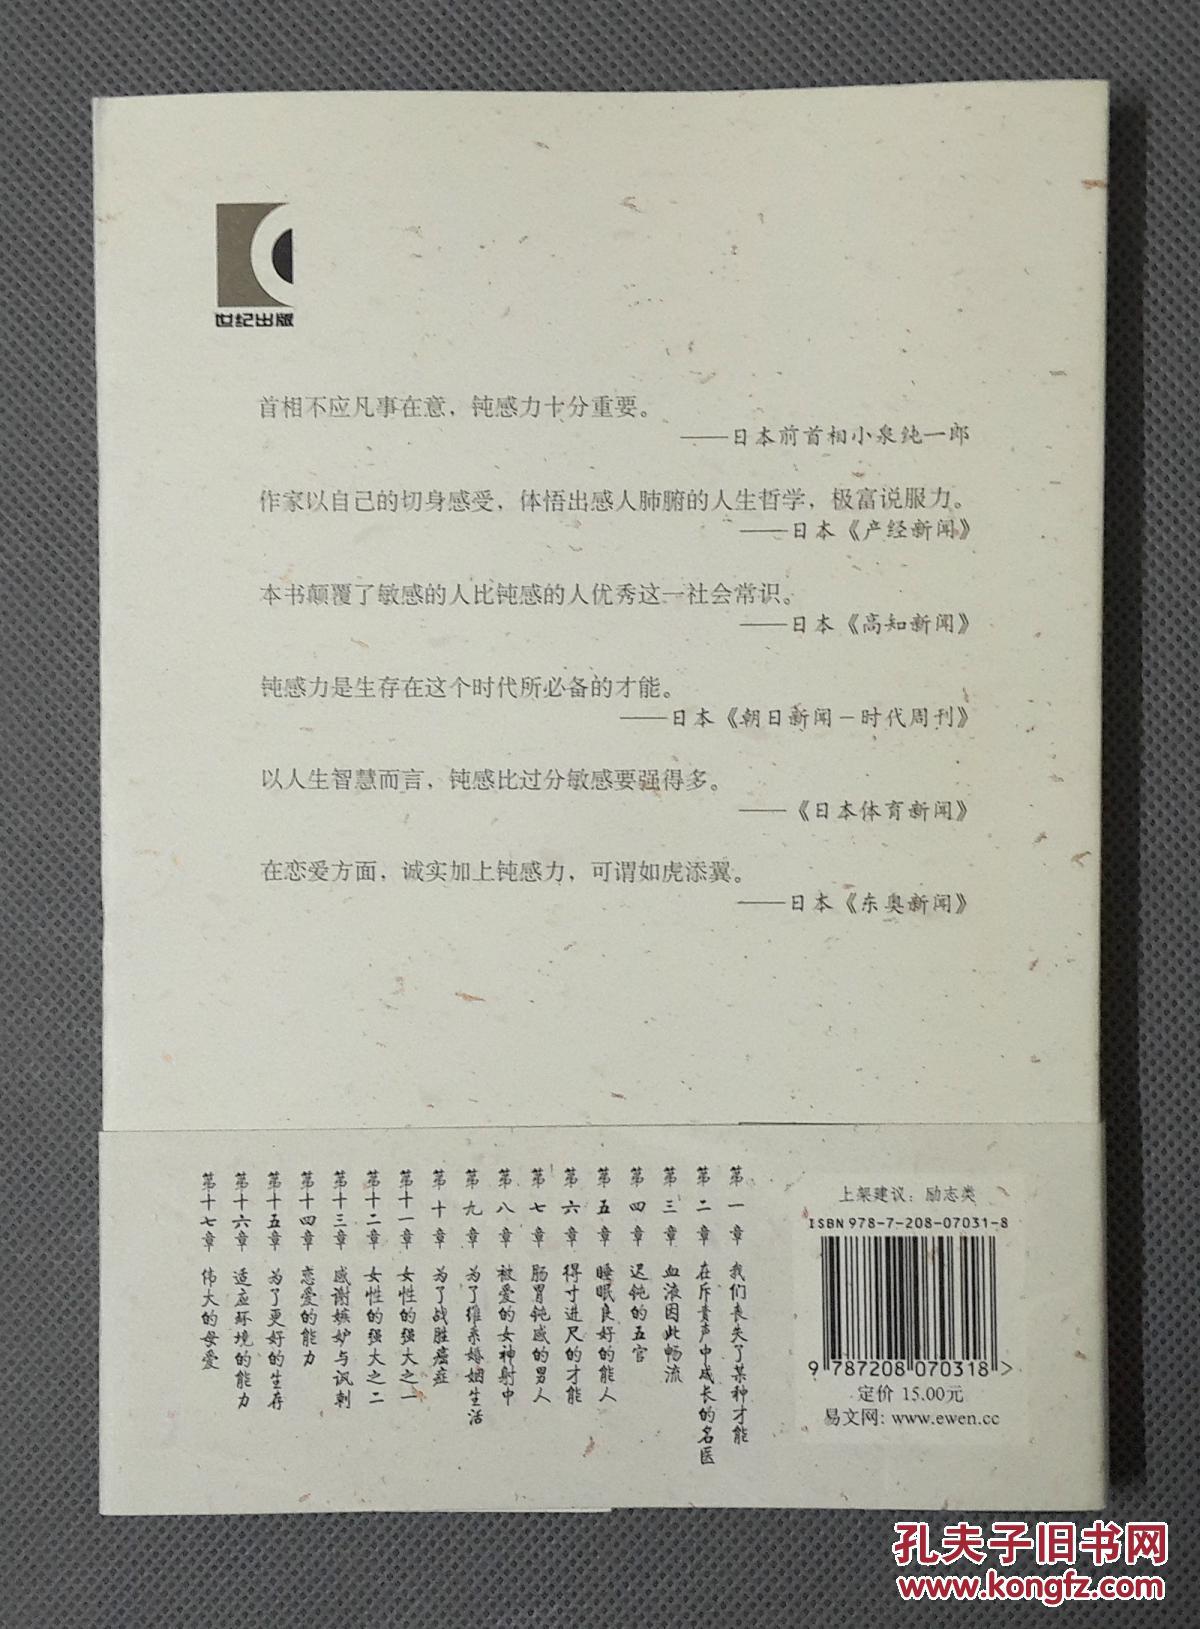 世纪出版
首相不应凡事在意，钝感力十分重要。
——日本前首相小泉纯一郎
作家以自己的切身感受，体悟出感人肺腑的人生哲学，极富说服力。
——日本《产经新闻》
本书颠覆了敏感的人比钝感的人优秀这一社会常识。
——日本《高知新闻》
钝感力是生存在这个时代所必备的才能。
——日本《朝日新闻－时代周刊》
以人生智慧而言，钝感比过分敏感要强得多。
——《日本体育新闻》
在恋爱方面，诚实加上钝感力，可谓如虎添翼。
——日本《东奥新闻》
第一章 我们丧失了某种才能
第二章 在斥责声中成长的名医
第三章 血液因此畅流
第四章 迟钝的五官
第五章 睡眠良好的能人
第六章 得寸进尺的才能
第七章 肠胃钝感的男人
第八章 被爱的女神射中
第九章 为了维系婚姻生活
第十章 为了战胜癌症
第十一章 女性的强大之一
第十二章 女性的强大之二
第十三章 感谢嫉妒与讽刺
第十四章 恋爱的能力
第十五章 为了更好的生存
第十六章 适应环境的能力
第十七章 伟大的母爱
上架建议：励志类
ISBN 978-7-208-07031-8
9 787208 070318 >
定价 15.00元
易文网: www.ewen.cc
孔夫子旧书网
www.kongfz.com